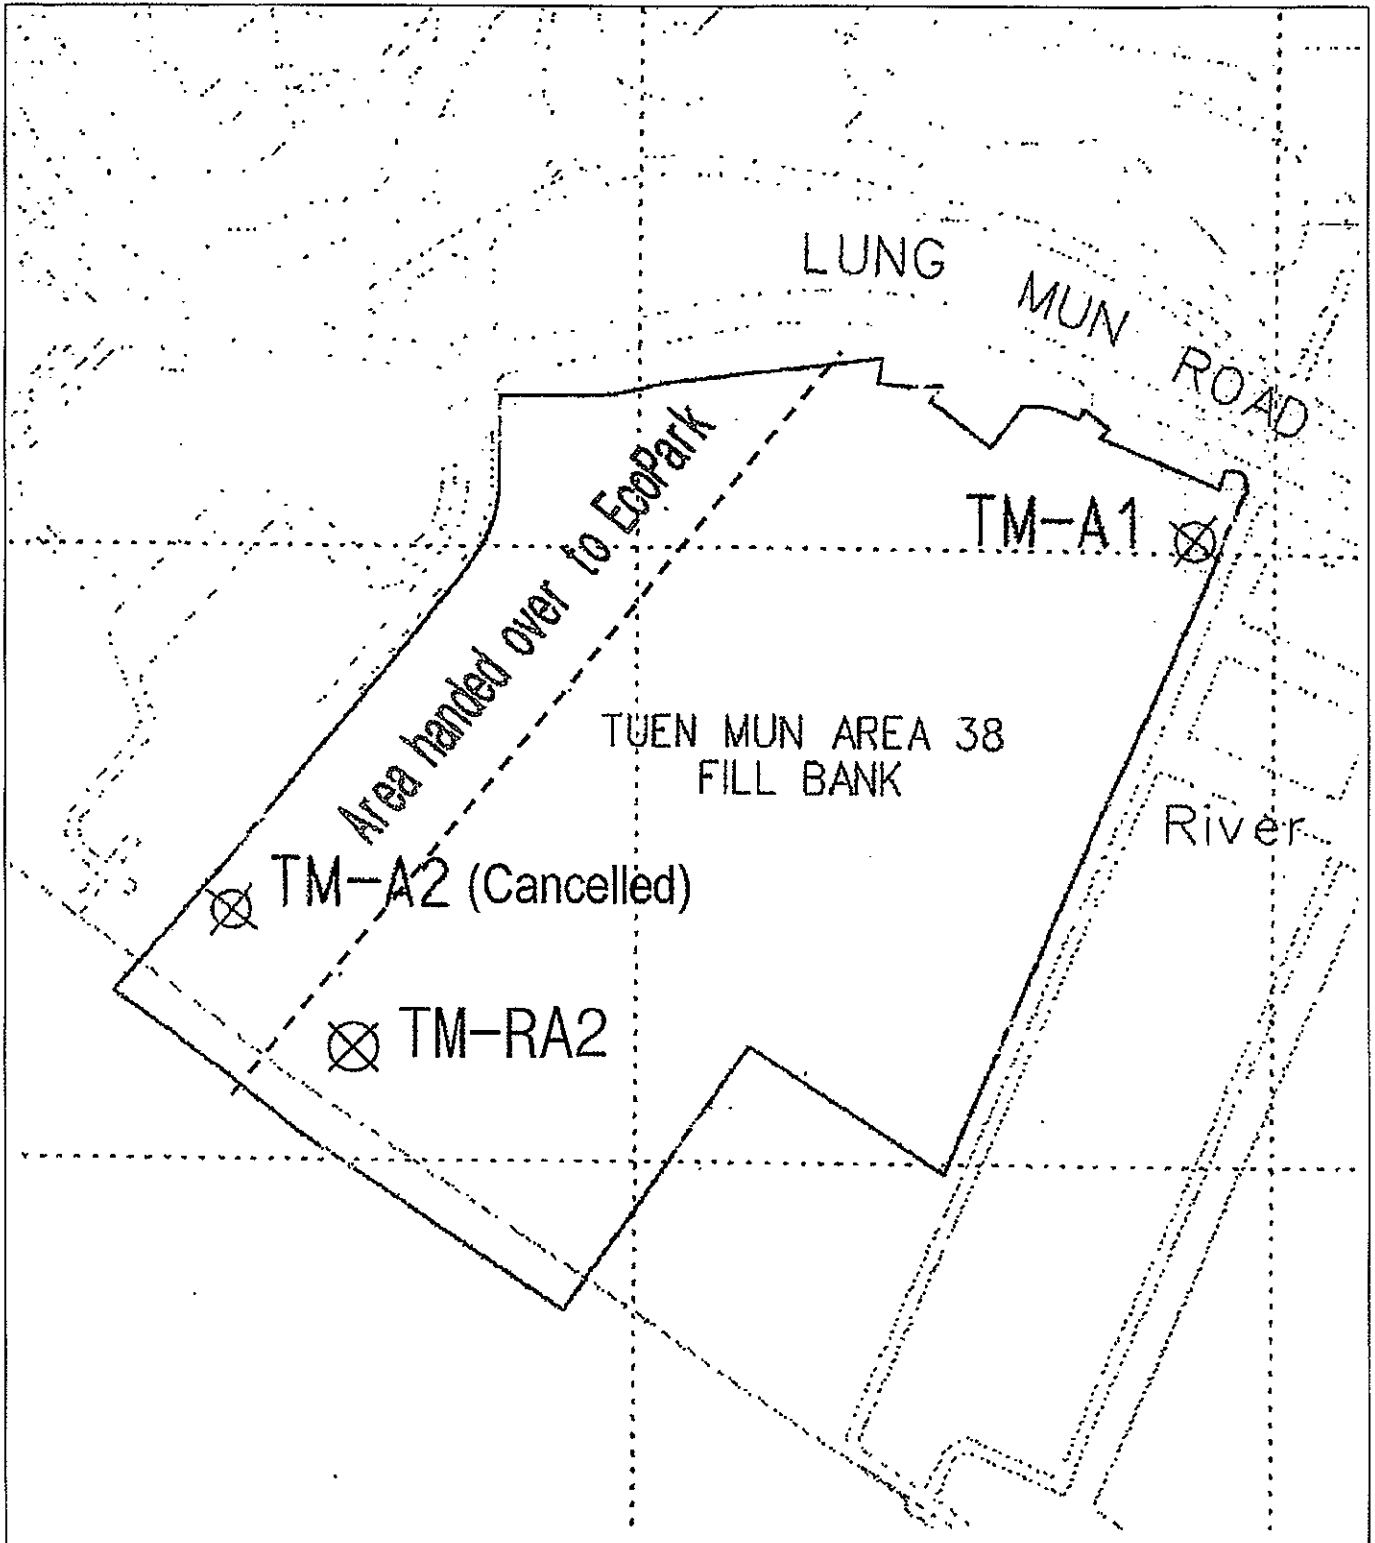 LUNG MUN ROAD
Area handed over to EcoPark
TM-A1
TUEN MUN AREA 38
FILL BANK
River
TM-A2 (Cancelled)
TM-RA2